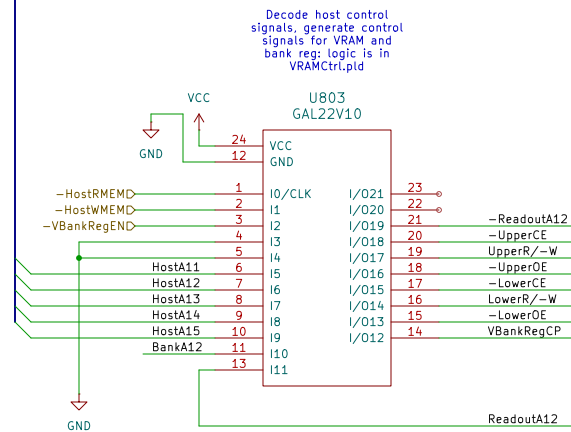 Decode host control
signals, generate control
signals for VRAM and
bank reg: logic is in
VRAMCtrl.pld
VCC
U803
GAL22V10
GND
24 VCC
12 GND
-HostRMEM 1 I0/CLK I/O21 23
-HostWMEM 2 I1 I/O20 22
-VBankRegEN 3 I2 I/O19 21 -ReadoutA12
4 I3 I/O18 20 -UpperCE
5 I4 I/O17 19 UpperR/-W
HostA11 6 I5 I/O16 18 -UpperOE
HostA12 7 I6 I/O15 17 -LowerCE
HostA13 8 I7 I/O14 16 LowerR/-W
HostA14 9 I8 I/O13 15 -LowerOE
HostA15 10 I9 I/O12 14 VBankRegCP
BankA12 11 I10
13 I11
GND
ReadoutA12